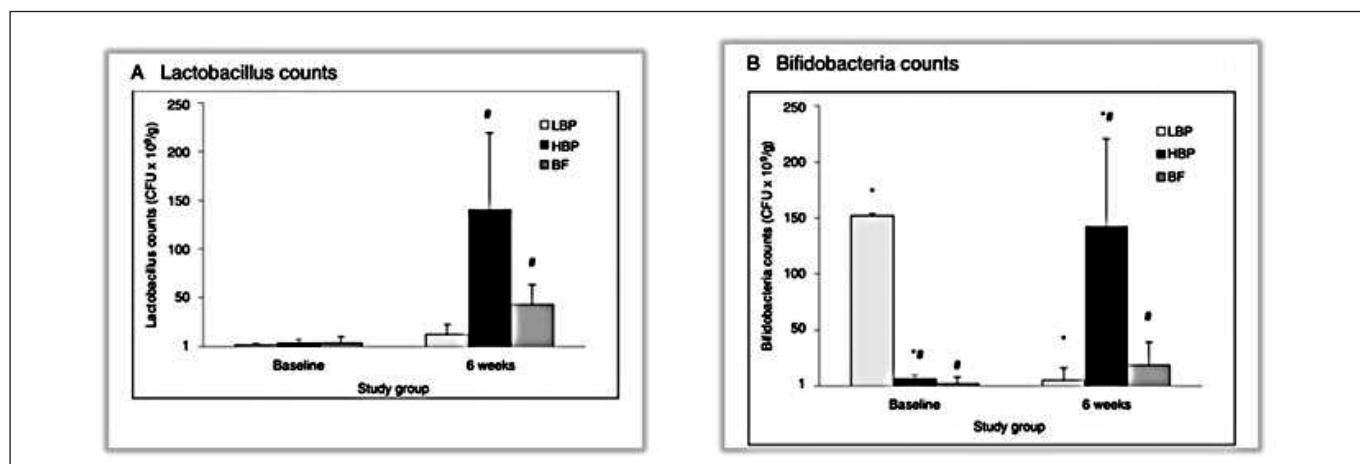 A Lactobacillus counts
Lactobacillus counts (CFU x 10⁹/g)
250
200
150
100
50
1
#
#
LBP
HBP
BF
Baseline
6 weeks
Study group
B Bifidobacteria counts
Bifidobacteria counts (CFU x 10⁹/g)
250
200
150
100
50
1
*
*#
#
*
*#
#
LBP
HBP
BF
Baseline
6 weeks
Study group